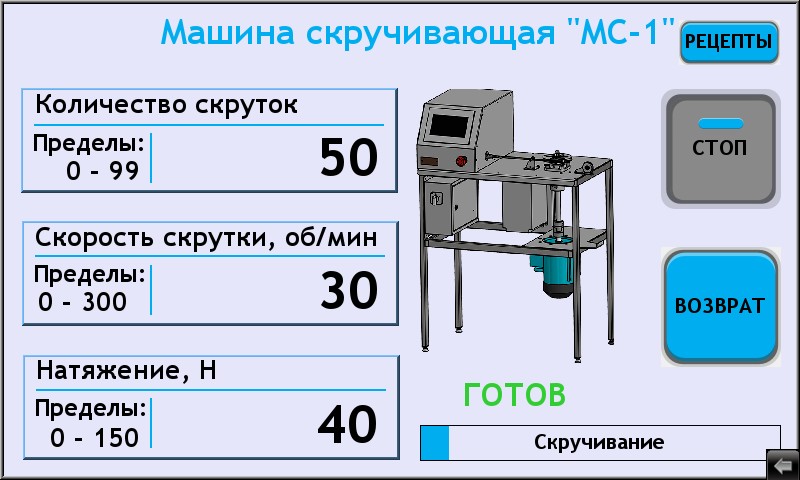 Машина скручивающая "МС-1"
РЕЦЕПТЫ
Количество скруток
Пределы:
0 - 99
50
СТОП
Скорость скрутки, об/мин
Пределы:
0 - 300
30
ВОЗВРАТ
Натяжение, Н
Пределы:
0 - 150
40
ГОТОВ
Скручивание